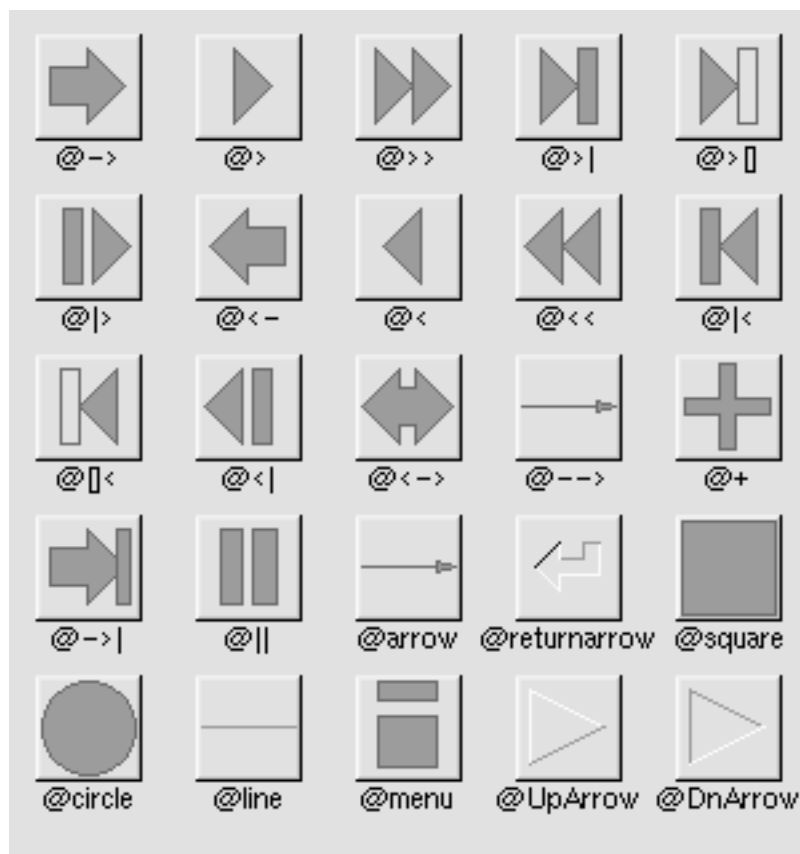 @-> @> @>> @>| @>[]
@|> @<- @< @<< @|<
@[]< @<| @<-> @--> @+
@->| @|| @arrow @returnarrow @square
@circle @line @menu @UpArrow @DnArrow